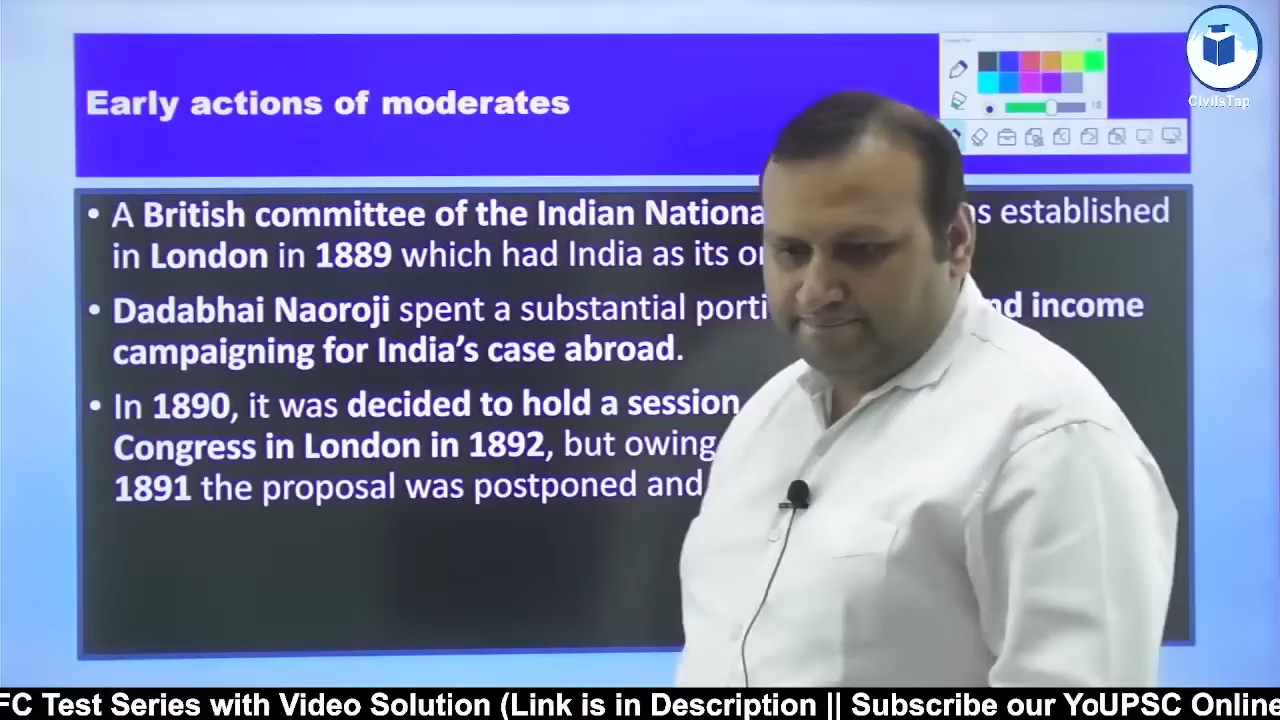 CivilsTap
Early actions of moderates
18
• A British committee of the Indian Nationa s established
in London in 1889 which had India as its
• Dadabhai Naoroji spent a substantial porti nd income
campaigning for India's case abroad.
• In 1890, it was decided to hold a session
Congress in London in 1892, but owing
1891 the proposal was postponed and
FC Test Series with Video Solution (Link is in Description || Subscribe our YoUPSC Online